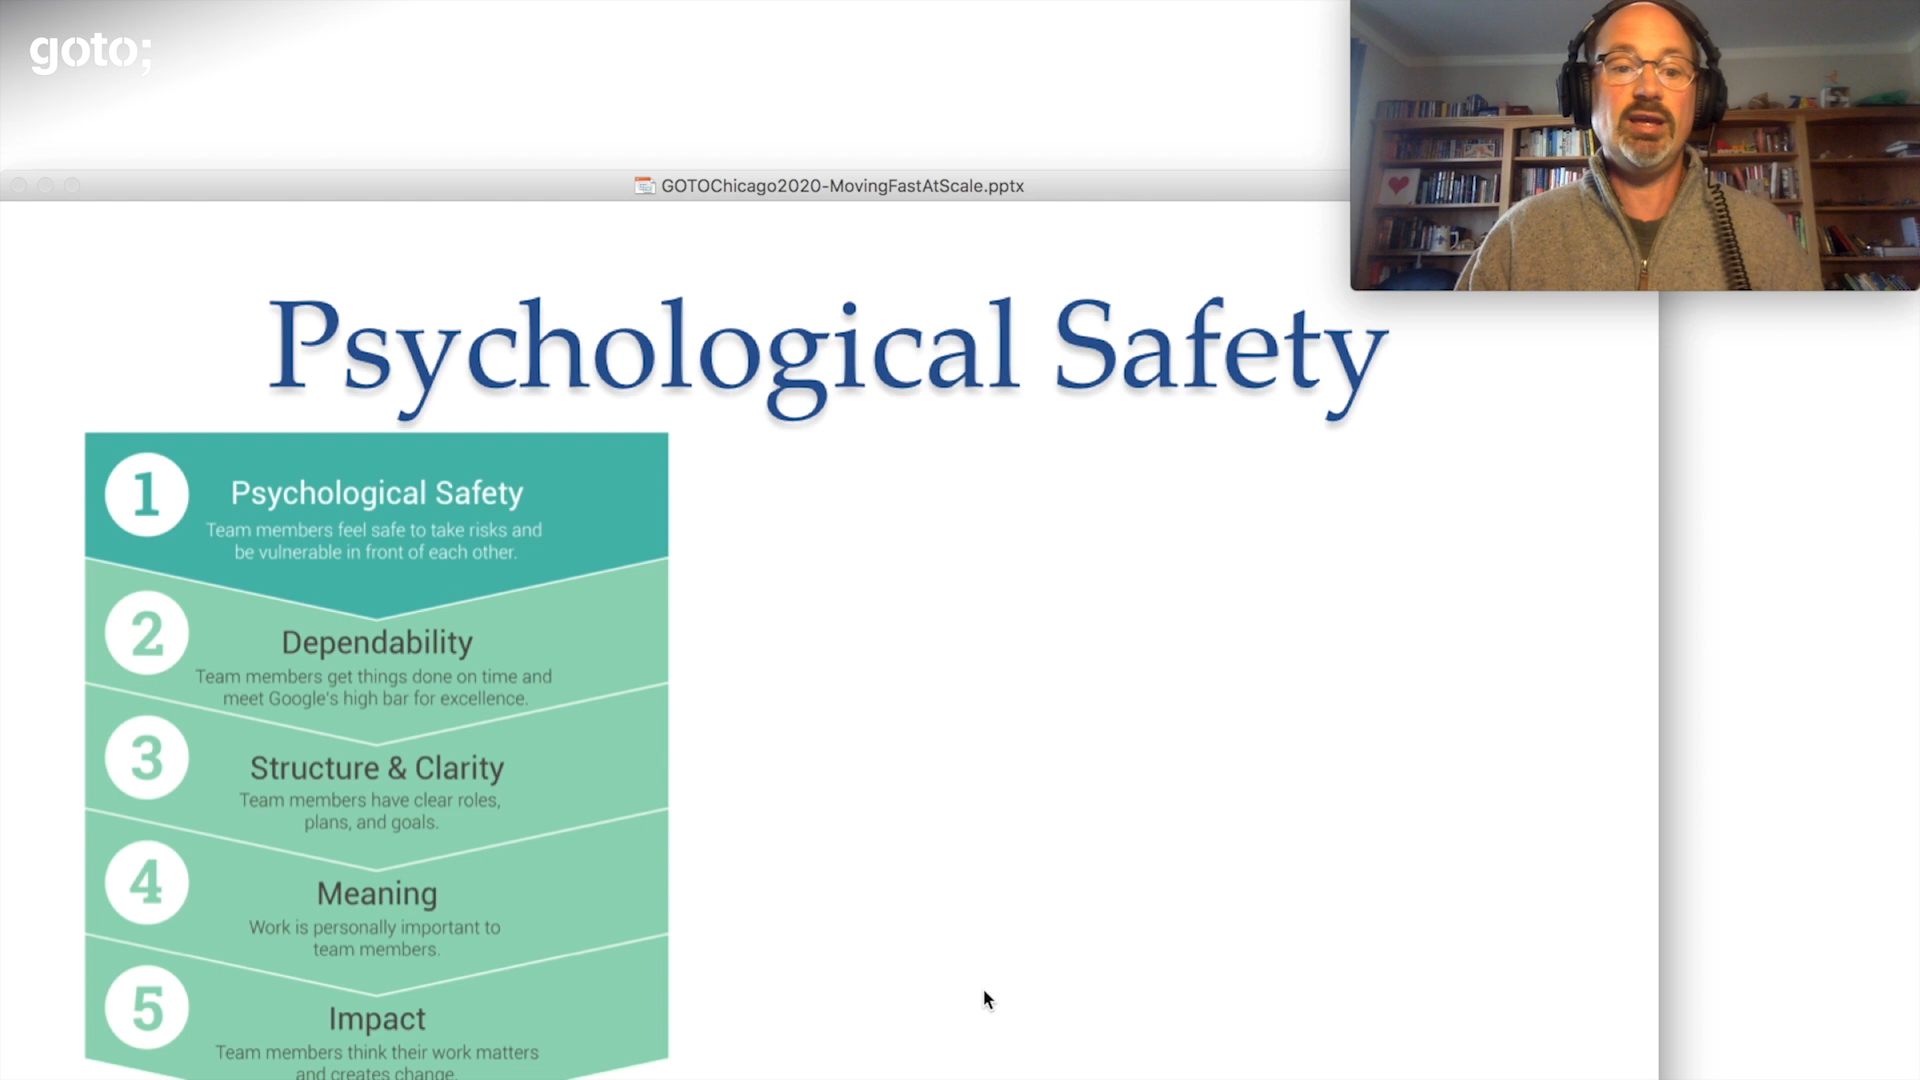 goto;
GOTOChicago2020-MovingFastAtScale.pptx
Psychological Safety
1
Psychological Safety
Team members feel safe to take risks and
be vulnerable in front of each other.
2
Dependability
Team members get things done on time and
meet Google's high bar for excellence.
3
Structure & Clarity
Team members have clear roles,
plans, and goals.
4
Meaning
Work is personally important to
team members.
5
Impact
Team members think their work matters
and creates change.